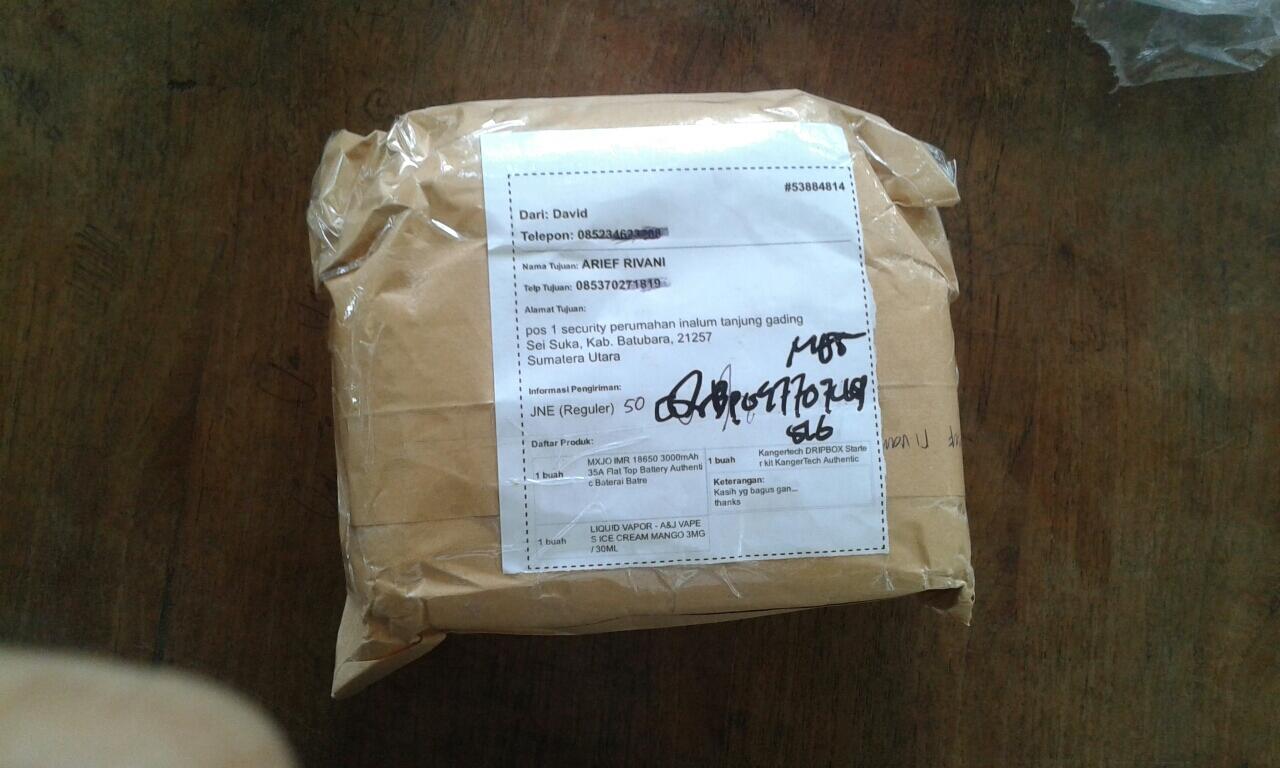 #53884814
Dari: David
Telepon:
Nama Tujuan: ARIEF RIVANI
Telp Tujuan:
Alamat Tujuan:
pos 1 security perumahan inalum tanjung gading
Sei Suka, Kab. Batubara, 21257
Sumatera Utara
Informasi Pengiriman:
JNE (Reguler) 50
Daftar Produk:
1 buah
MXJO IMR 18650 3000mAh
35A Flat Top Battery Authenti
c Baterai Batre
1 buah
Kangertech DRIPBOX Starte
r kit KangerTech Authentic
Keterangan:
Kasih yg bagus gan...
thanks
1 buah
LIQUID VAPOR - A&J VAPE
S ICE CREAM MANGO 3MG
/ 30ML